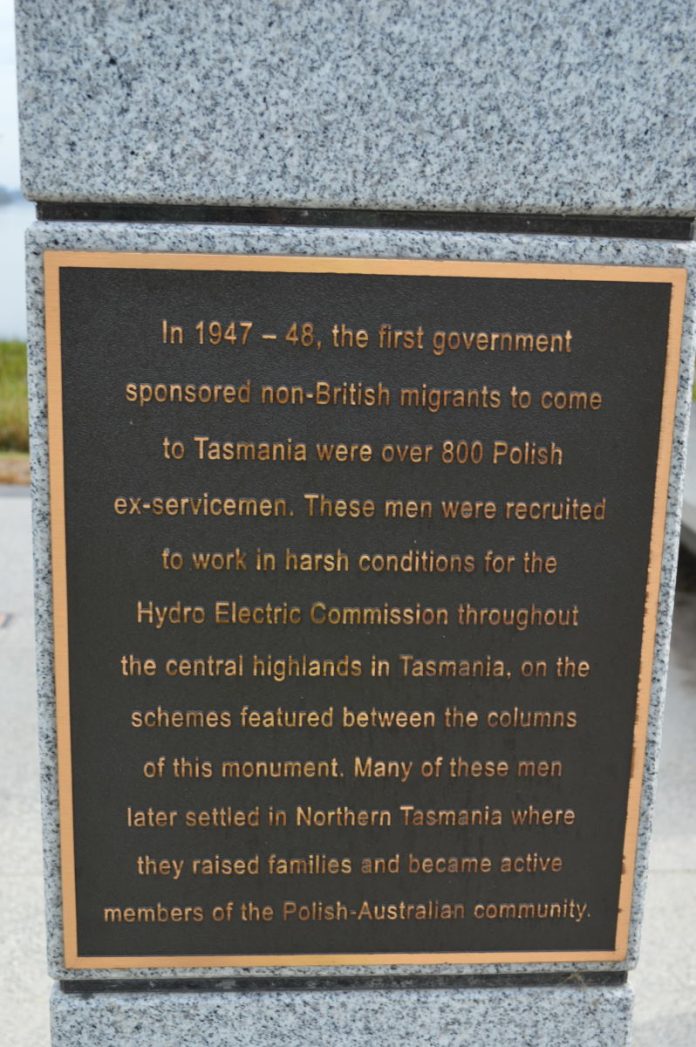 In 1947 – 48, the first government
sponsored non-British migrants to come
to Tasmania were over 800 Polish
ex-servicemen. These men were recruited
to work in harsh conditions for the
Hydro Electric Commission throughout
the central highlands in Tasmania, on the
schemes featured between the columns
of this monument. Many of these men
later settled in Northern Tasmania where
they raised families and became active
members of the Polish-Australian community.